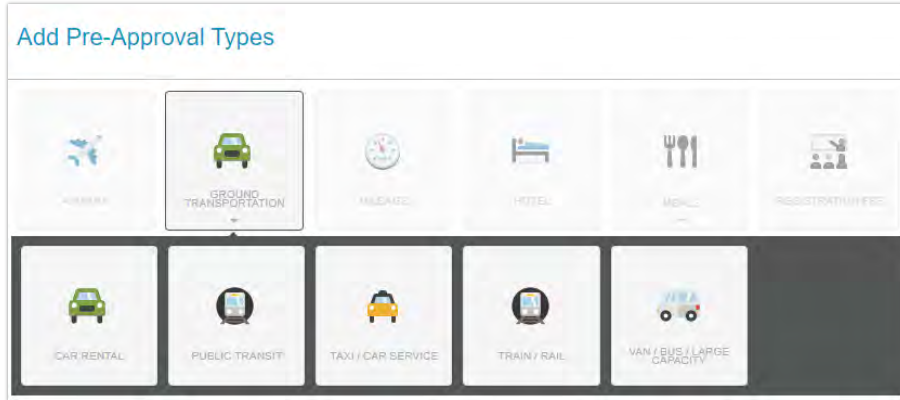 Add Pre-Approval Types
AIRFARE
GROUND
TRANSPORTATION
MILEAGE
HOTEL
MEALS
REGISTRATION FEE
CAR RENTAL
PUBLIC TRANSIT
TAXI / CAR SERVICE
TRAIN / RAIL
VAN / BUS / LARGE
CAPACITY